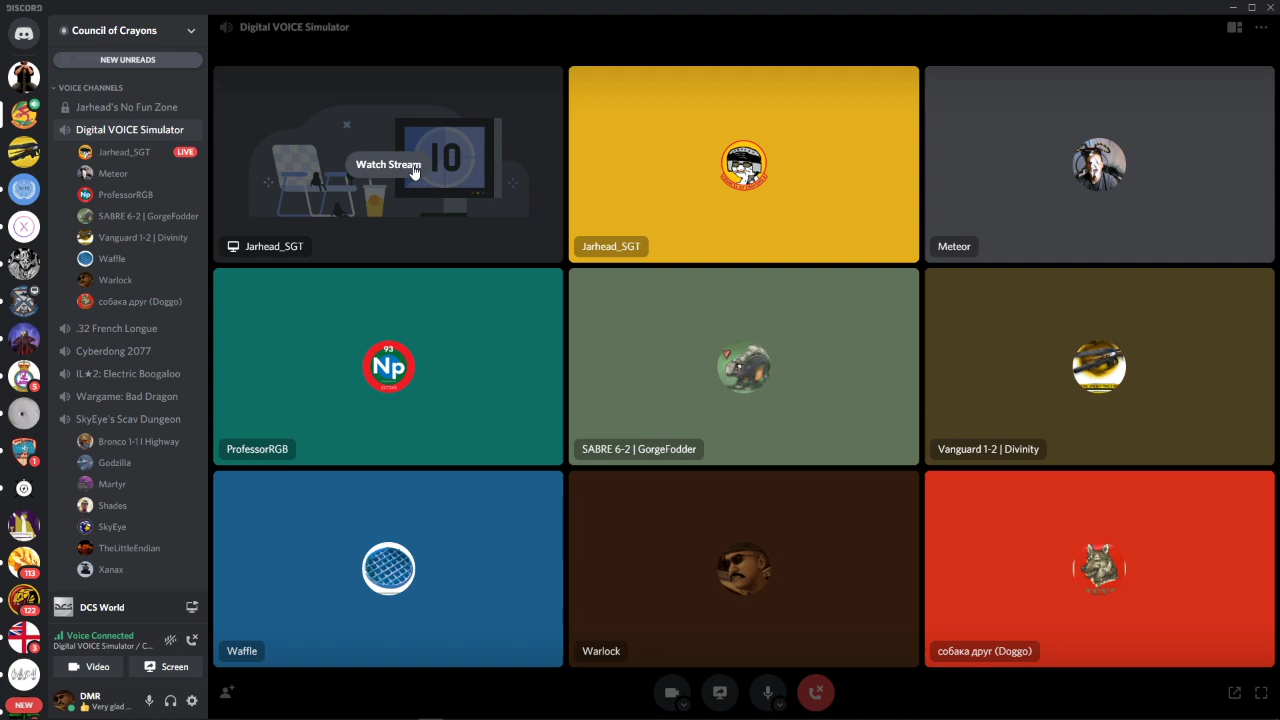 DISCORD
Council of Crayons
Digital VOICE Simulator
NEW UNREADS
VOICE CHANNELS
Jarhead's No Fun Zone
Digital VOICE Simulator
Jarhead_SGT
LIVE
Meteor
ProfessorRGB
SABRE 6-2 | GorgeFodder
Vanguard 1-2 | Divinity
Waffle
Warlock
собака друг (Doggo)
.32 French Longue
Cyberdong 2077
IL★2: Electric Boogaloo
Wargame: Bad Dragon
SkyEye's Scav Dungeon
Bronco 1-1 I Highway
Godzilla
Martyr
Shades
SkyEye
TheLittleEndian
Xanax
DCS
DCS World
Voice Connected
Digital VOICE Simulator / C...
Video
Screen
DMR
Very glad ...
5
1
113
122
3
NEW
10
Watch Stream
Jarhead_SGT
Jarhead_SGT
Meteor
93
Np
ProfessorRGB
SABRE 6-2 | GorgeFodder
Vanguard 1-2 | Divinity
Waffle
Warlock
собака друг (Doggo)